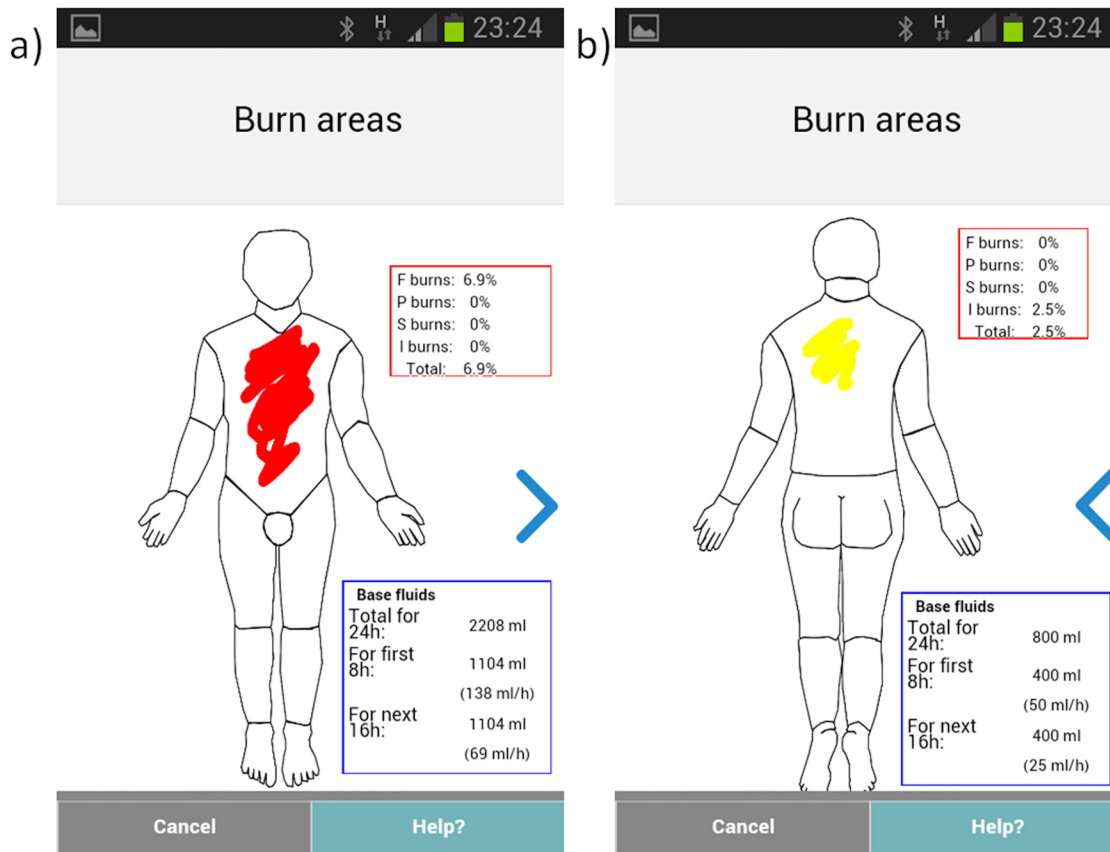 a)
23:24
Burn areas
F burns: 6.9%
P burns: 0%
S burns: 0%
I burns: 0%
Total: 6.9%
Base fluids
Total for
24h: 2208 ml
For first
8h: 1104 ml
(138 ml/h)
For next
16h: 1104 ml
(69 ml/h)
Cancel Help?
b)
H 23:24
Burn areas
F burns: 0%
P burns: 0%
S burns: 0%
I burns: 2.5%
Total: 2.5%
Base fluids
Total for
24h: 800 ml
For first
8h: 400 ml
(50 ml/h)
For next
16h: 400 ml
(25 ml/h)
Cancel Help?